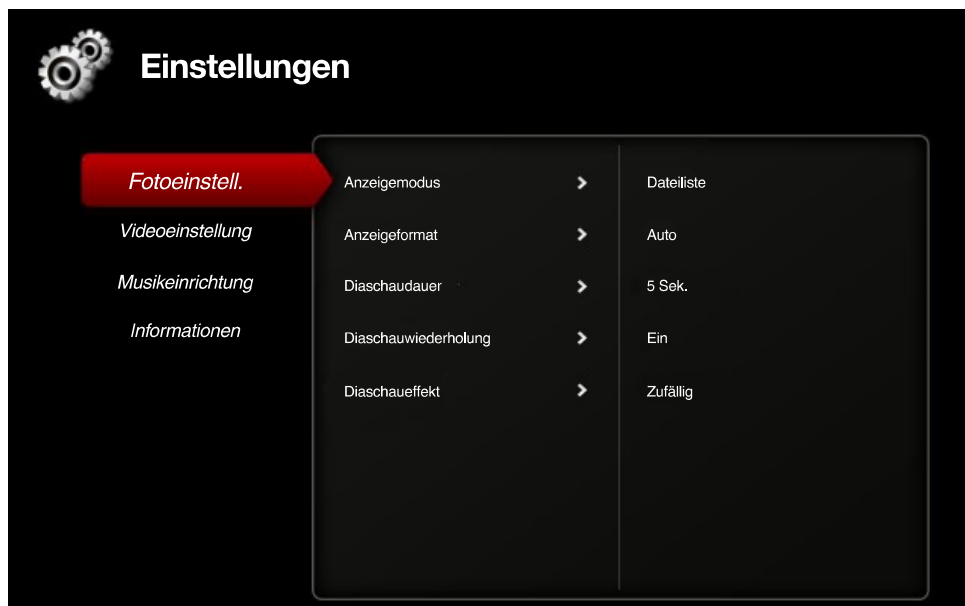 Einstellungen
Fotoeinstell.
Videoeinstellung
Musikeinrichtung
Informationen
Anzeigemodus > Dateiliste
Anzeigeformat > Auto
Diaschaudauer > 5 Sek.
Diaschauwiederholung > Ein
Diaschaueffekt > Zufällig